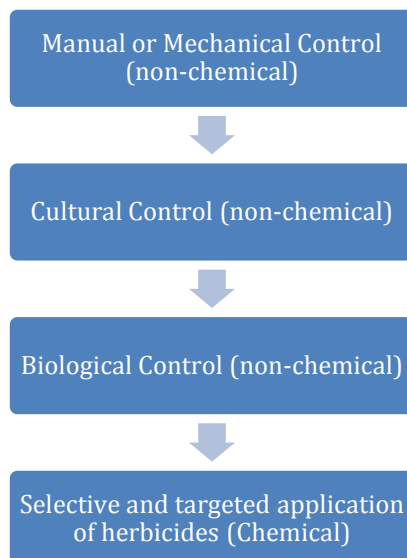 Manual or Mechanical Control
(non-chemical)
Cultural Control (non-chemical)
Biological Control (non-chemical)
Selective and targeted application
of herbicides (Chemical)